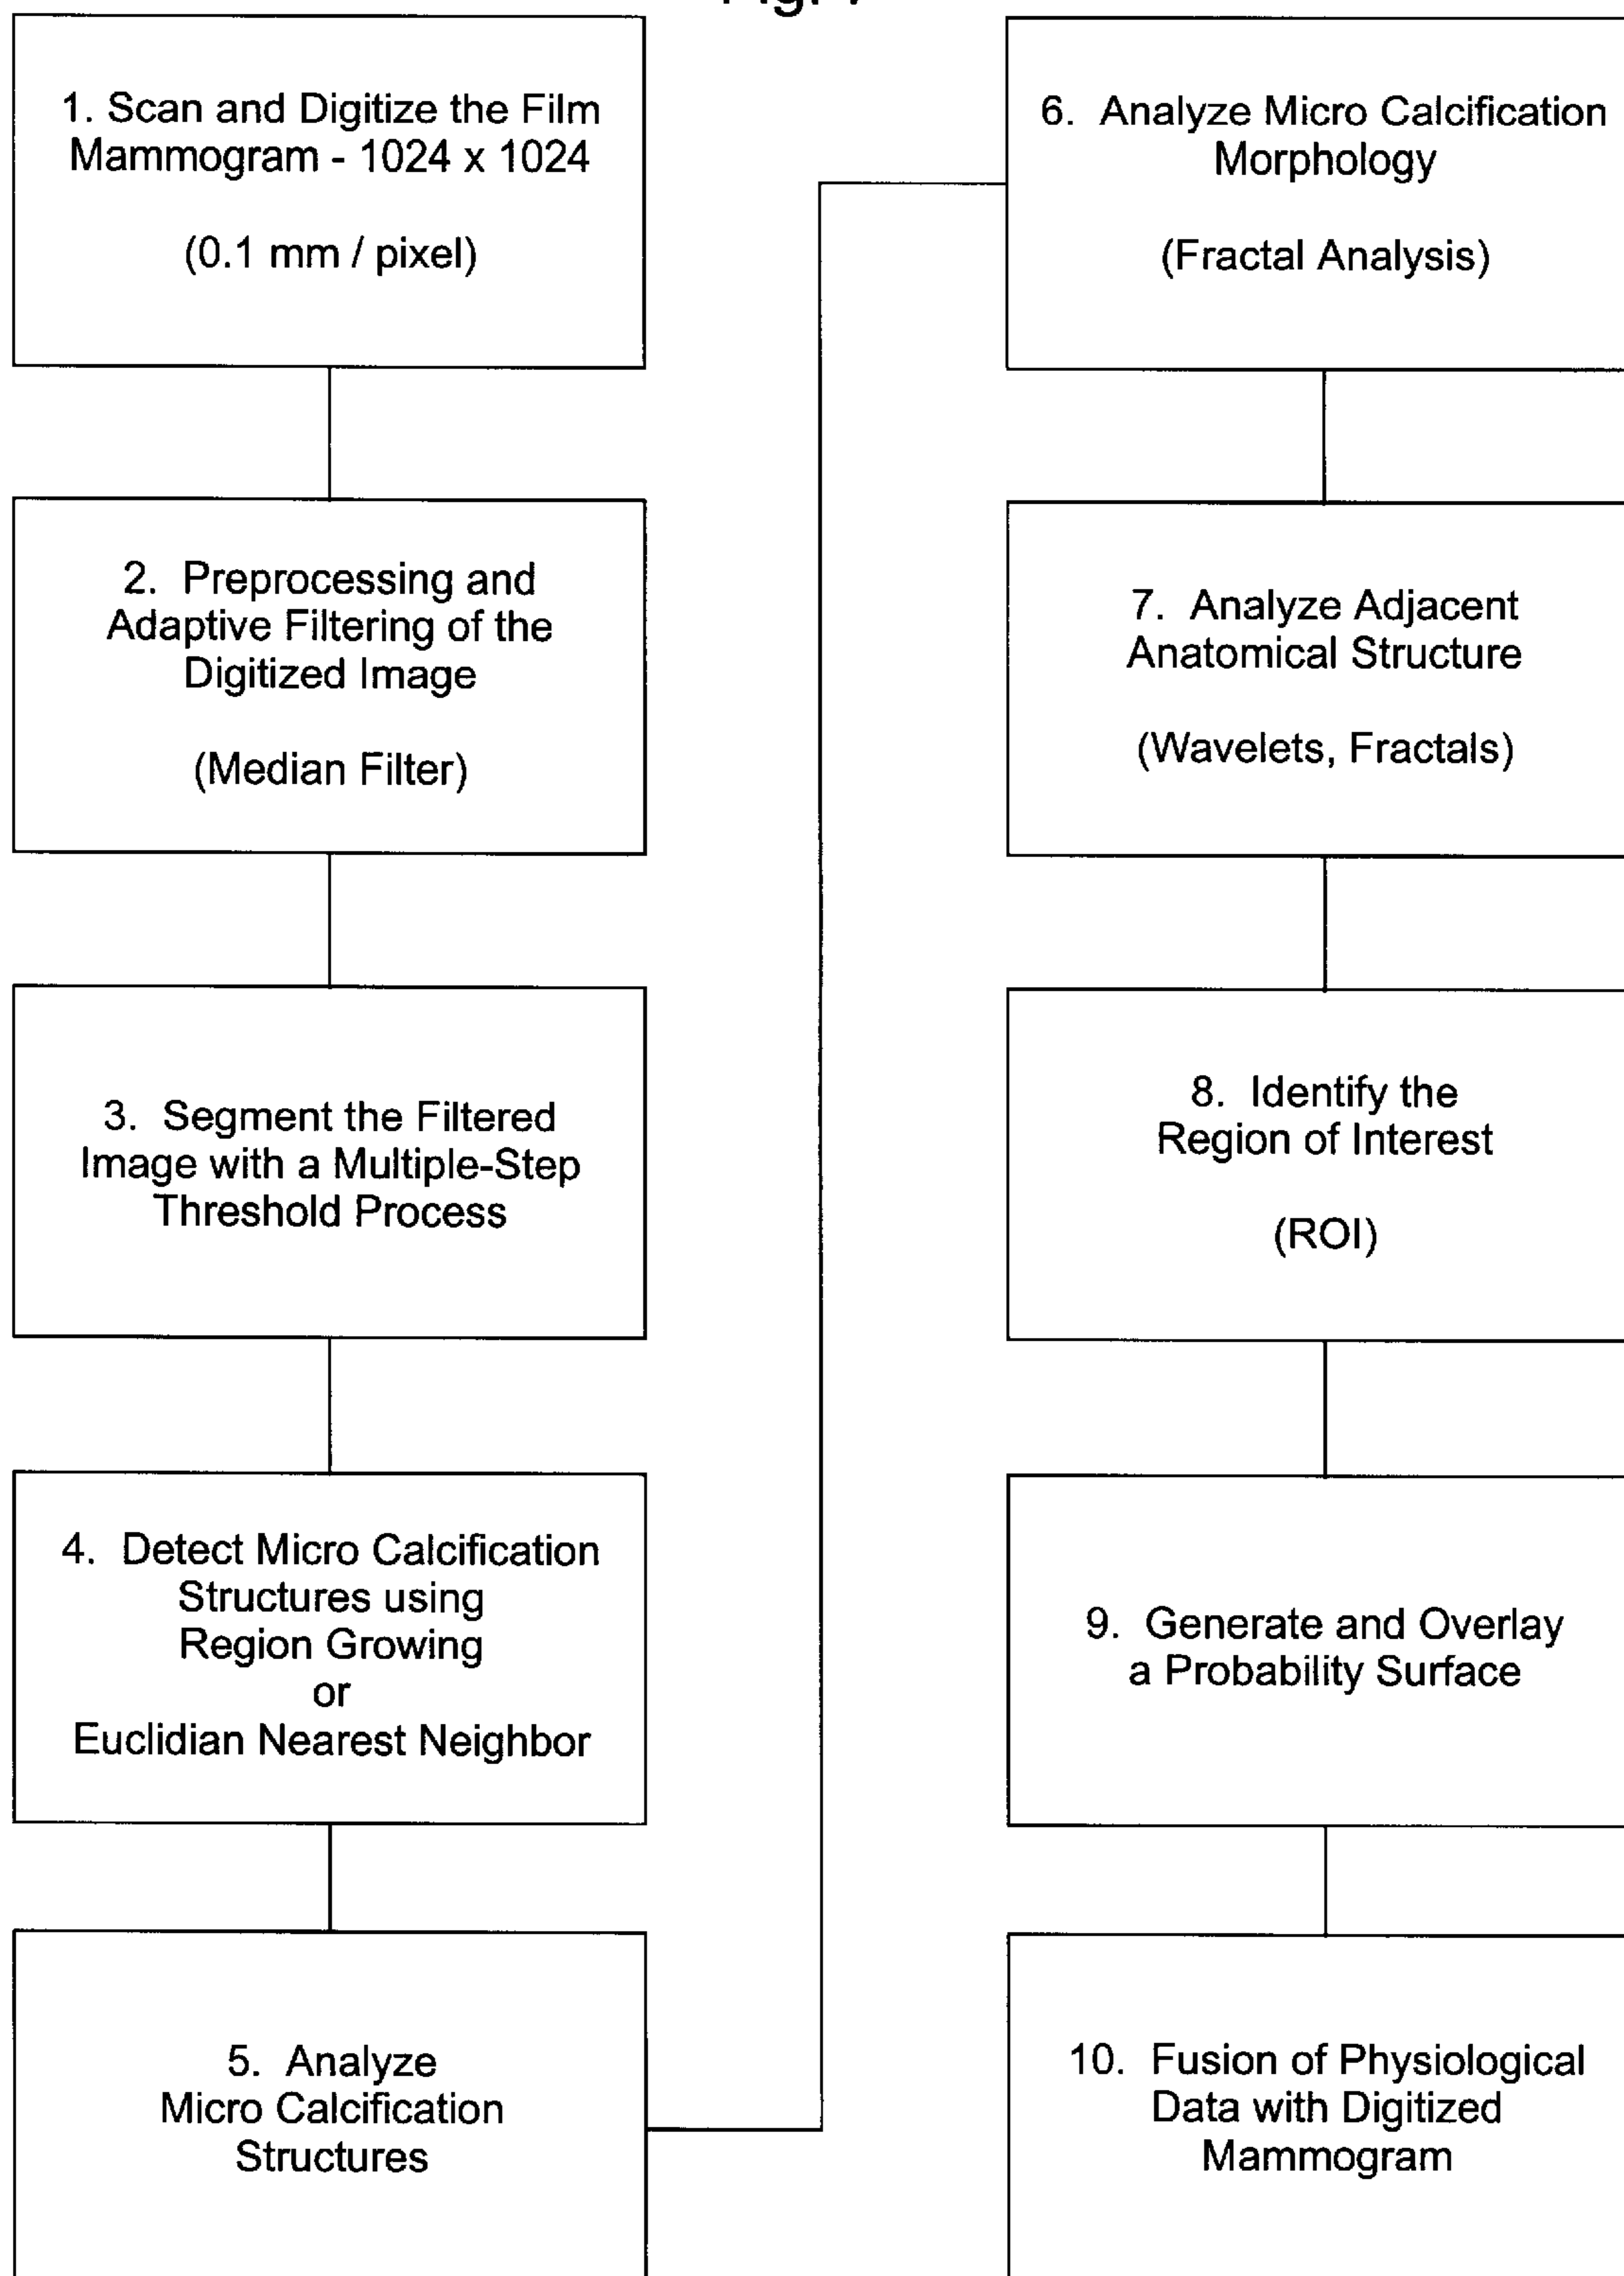 1. Scan and Digitize the Film
Mammogram - 1024 x 1024
(0.1 mm / pixel)
2. Preprocessing and
Adaptive Filtering of the
Digitized Image
(Median Filter)
3. Segment the Filtered
Image with a Multiple-Step
Threshold Process
4. Detect Micro Calcification
Structures using
Region Growing
or
Euclidian Nearest Neighbor
5. Analyze
Micro Calcification
Structures
6. Analyze Micro Calcification
Morphology
(Fractal Analysis)
7. Analyze Adjacent
Anatomical Structure
(Wavelets, Fractals)
8. Identify the
Region of Interest
(ROI)
9. Generate and Overlay
a Probability Surface
10. Fusion of Physiological
Data with Digitized
Mammogram